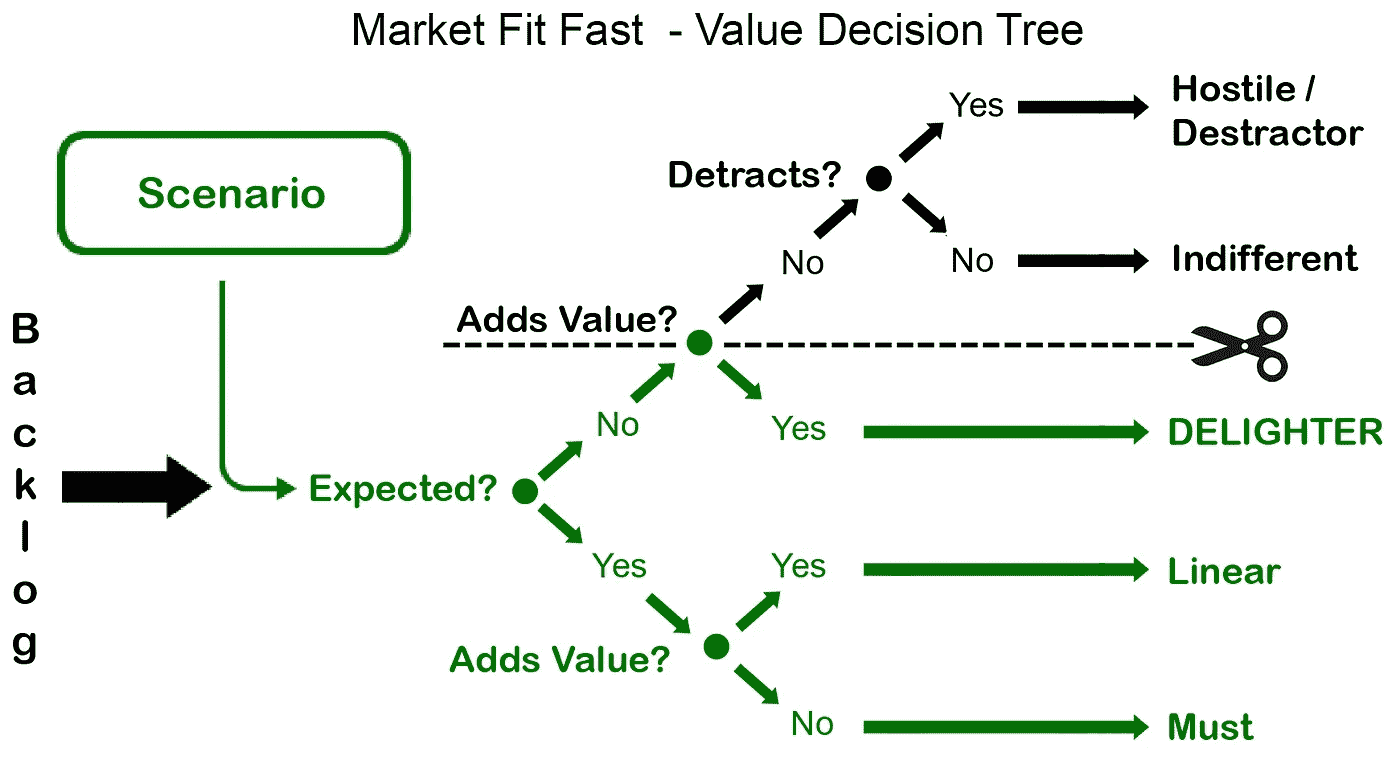 Market Fit Fast - Value Decision Tree
Yes
Hostile /
Destractor
Detracts?
Scenario
No
No
Indifferent
Adds Value?
Backlog
No
Yes
DELIGHTER
Expected?
Yes
Yes
Linear
Adds Value?
No
Must